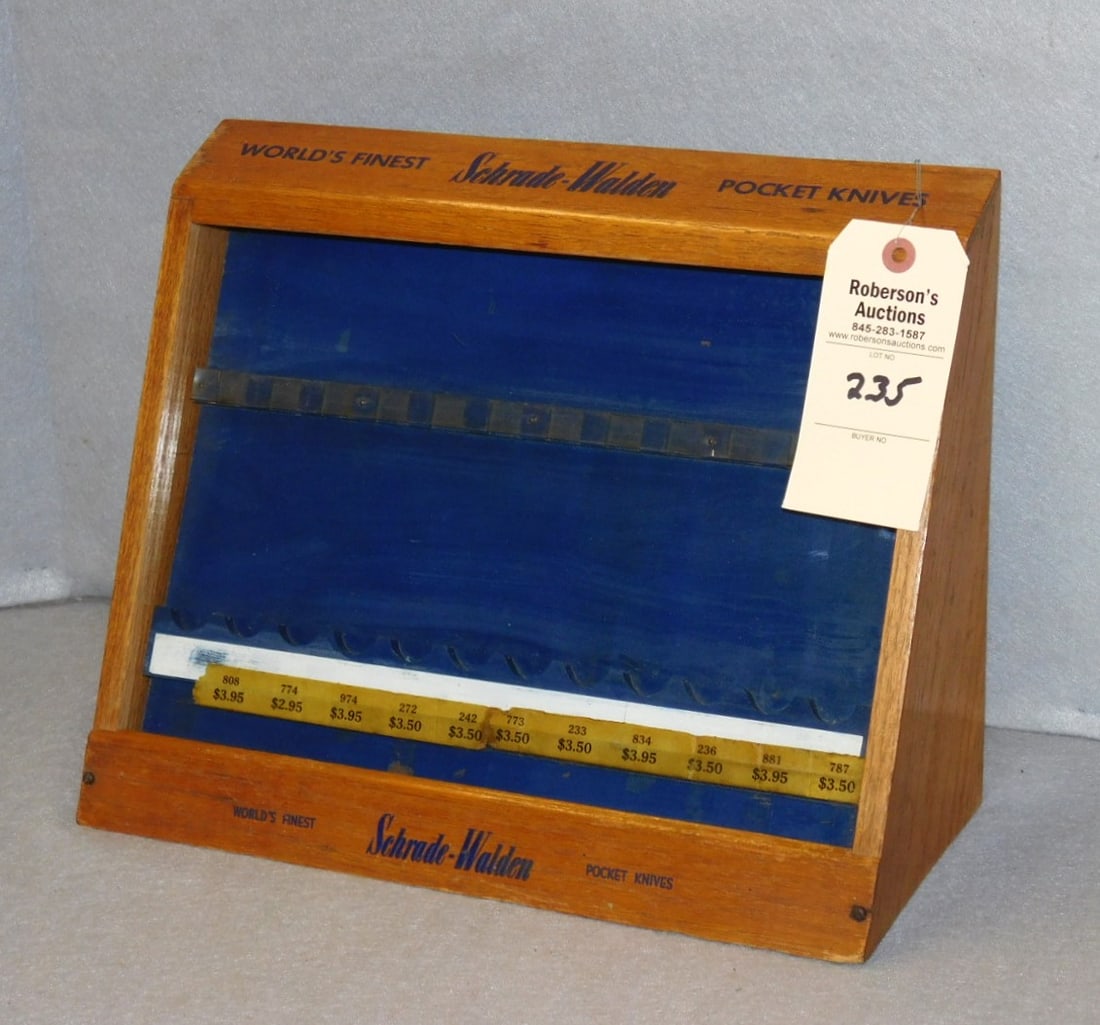 WORLD'S FINEST Schrade-Walden POCKET KNIVES
Roberson's
Auctions
845-283-1587
www.robersonsauctions.com
LOT NO
235
BUYER NO
808 774 974 272 242 773 233 834 236 881 787
$3.95 $2.95 $3.95 $3.50 $3.50 $3.50 $3.50 $3.95 $3.50 $3.95 $3.50
WORLD'S FINEST Schrade-Walden POCKET KNIVES